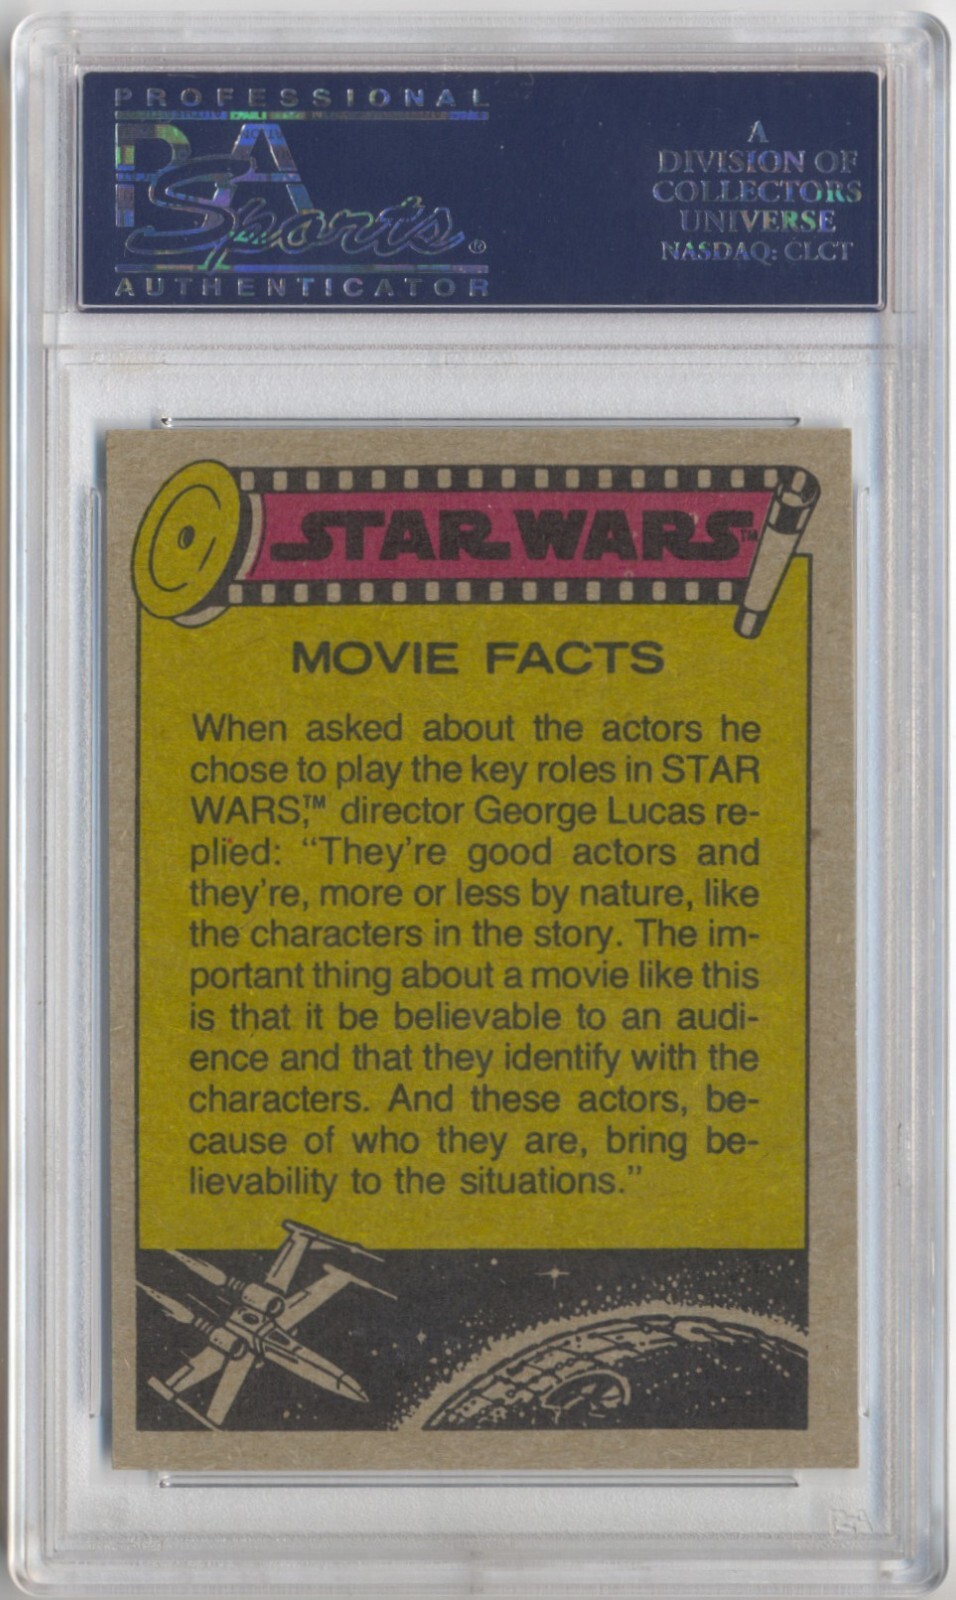 PROFESSIONAL
PSA
Sports®
AUTHENTICATOR
A
DIVISION OF
COLLECTORS
UNIVERSE
NASDAQ: CLCT
STAR WARS™
MOVIE FACTS
When asked about the actors he
chose to play the key roles in STAR
WARS,™ director George Lucas re-
plied: “They’re good actors and
they’re, more or less by nature, like
the characters in the story. The im-
portant thing about a movie like this
is that it be believable to an audi-
ence and that they identify with the
characters. And these actors, be-
cause of who they are, bring be-
lievability to the situations.”
PSA